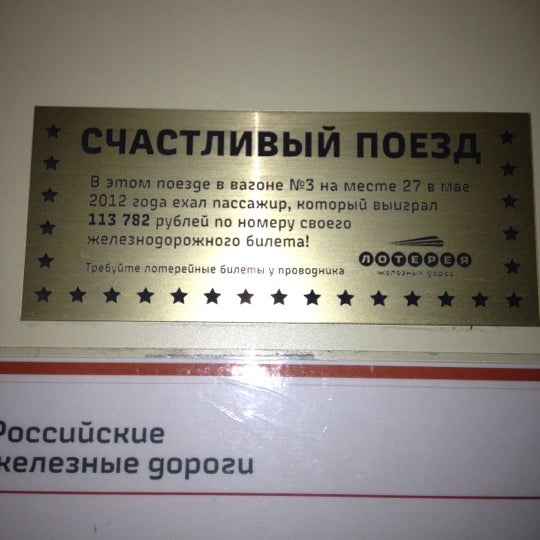 СЧАСТЛИВЫЙ ПОЕЗД
В этом поезде в вагоне №3 на месте 27 в мае
2012 года ехал пассажир, который выиграл
113 782 рублей по номеру своего
железнодорожного билета!
Требуйте лотерейные билеты у проводника
ЛОТЕРЕЯ
железных дорог
Российские
железные дороги